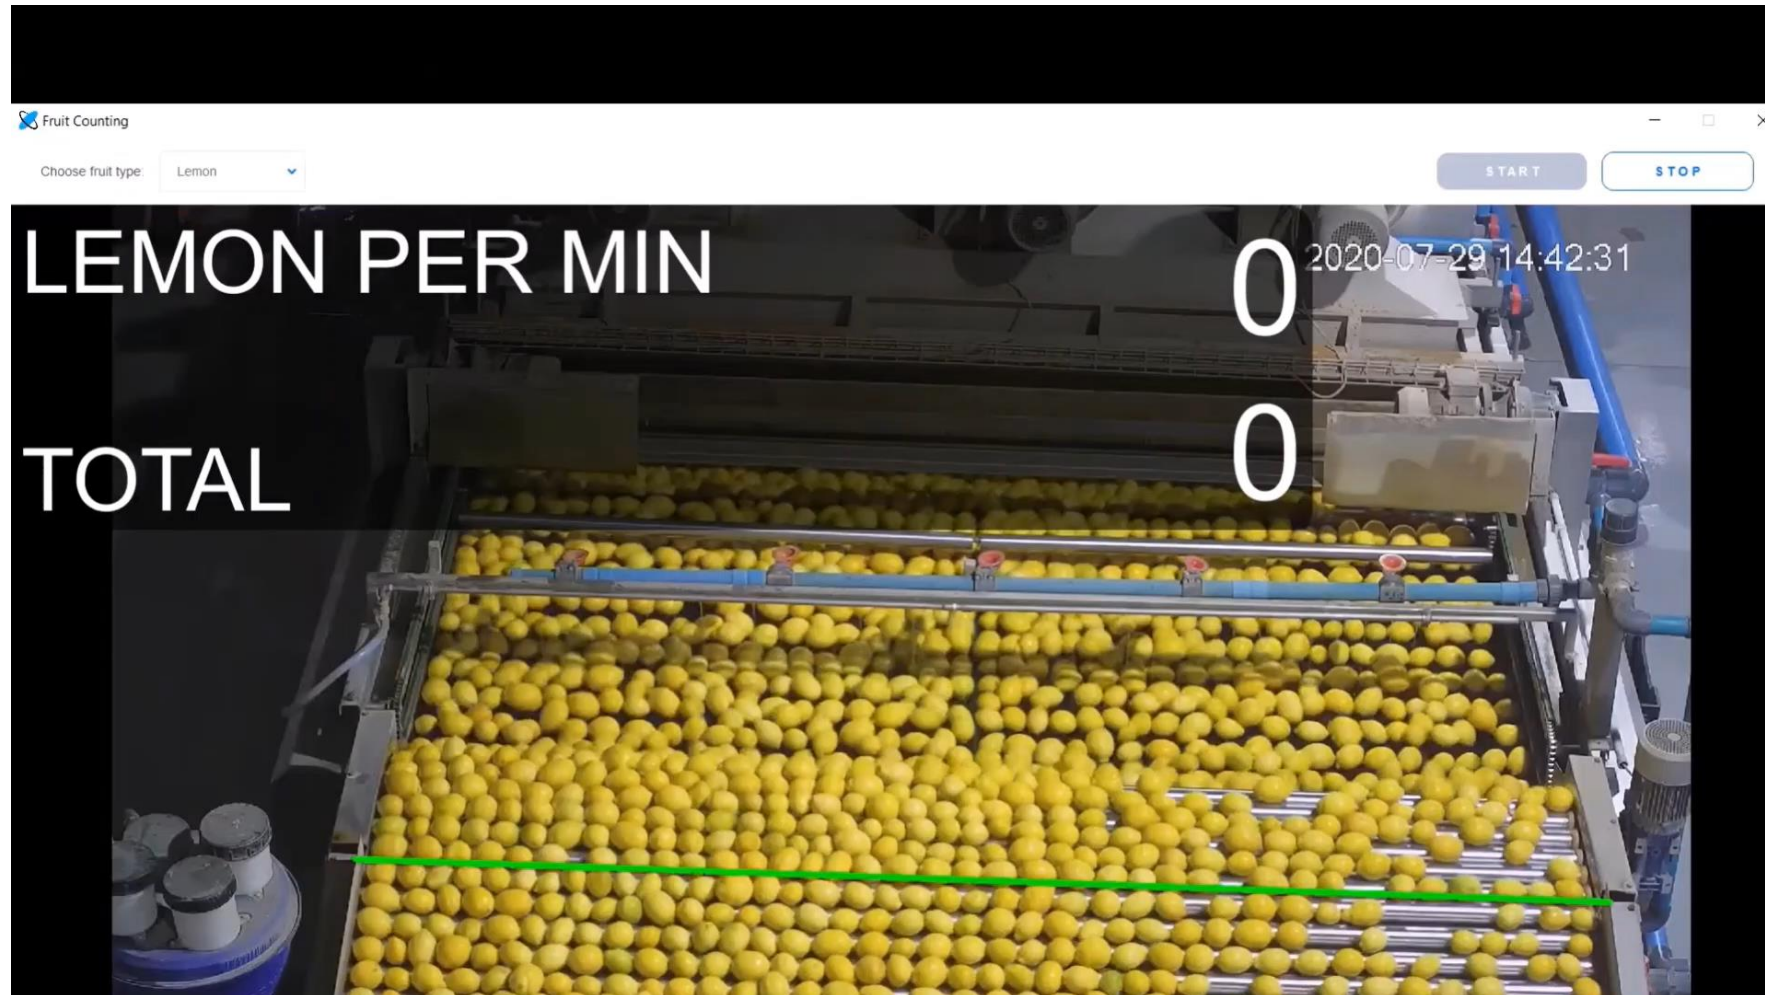 Fruit Counting
Choose fruit type:
Lemon
START
STOP
LEMON PER MIN
0
2020-07-29 14:42:31
TOTAL
0